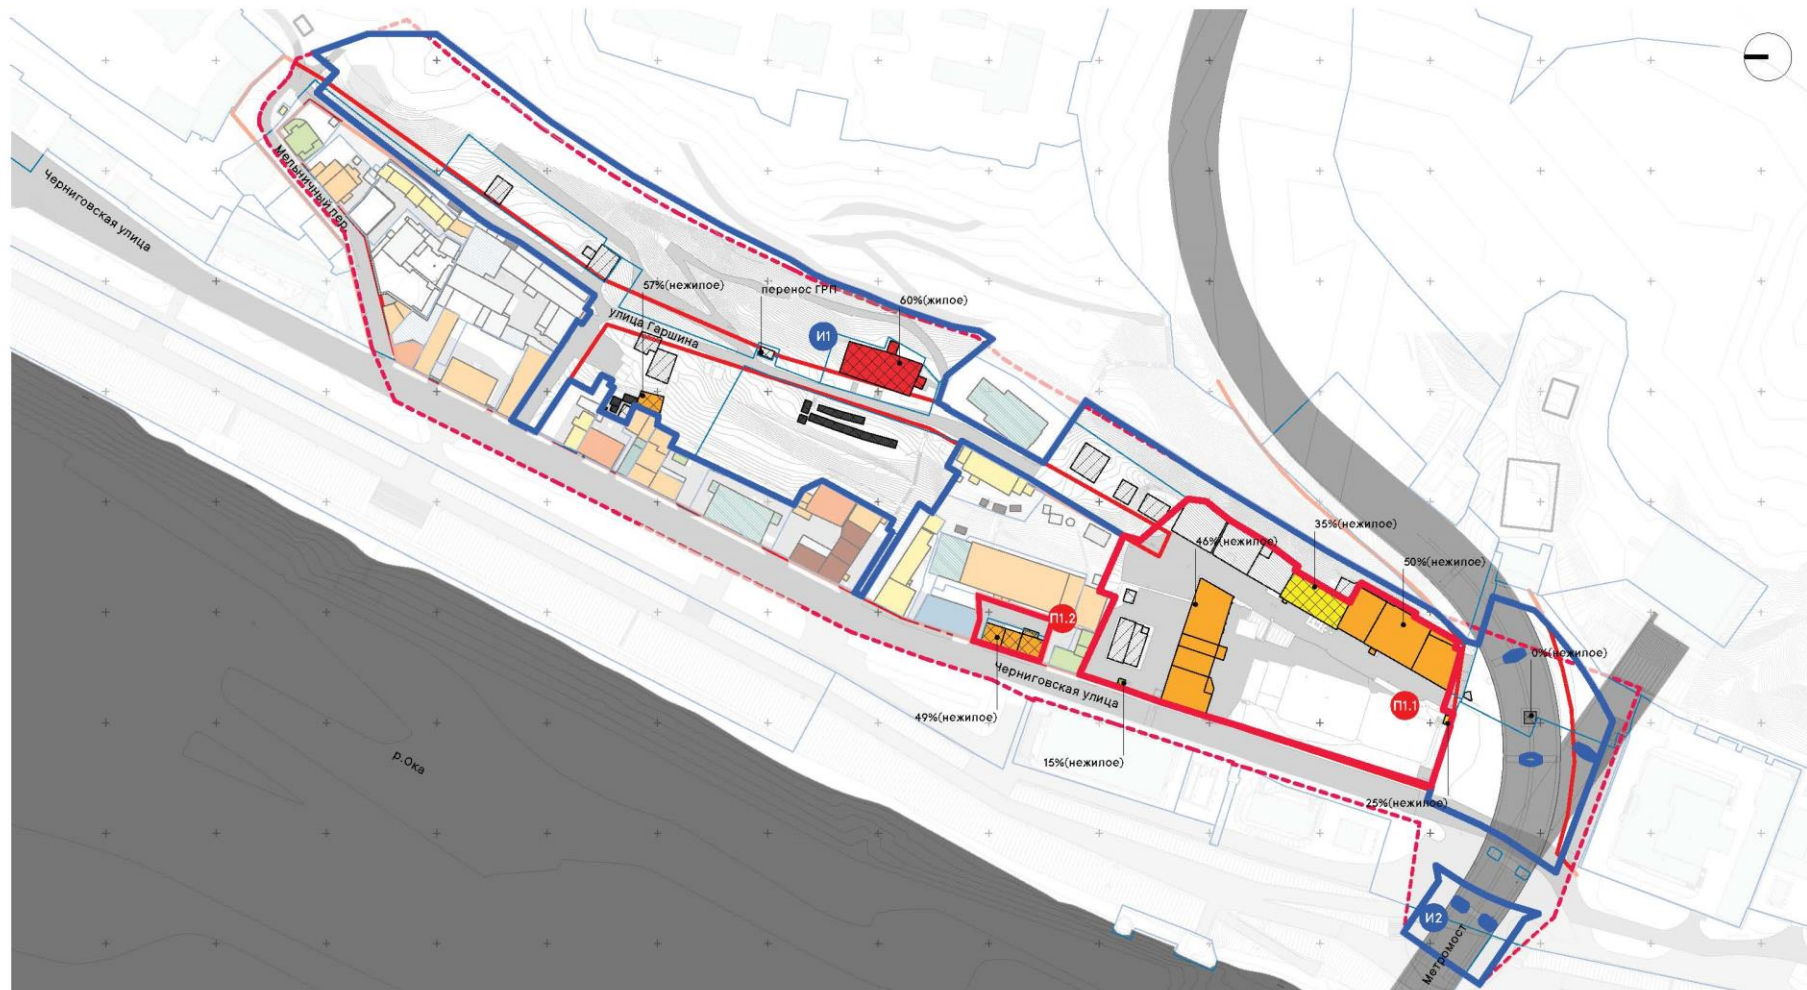 Черниговская улица
Мельничный пер.
57%(нежилое)
перенос ГРП
60%(жилое)
И1
улица Гаршина
35%(нежилое)
46%(нежилое)
50%(нежилое)
П1.2
0%(нежилое)
Черниговская улица
49%(нежилое)
П1.1
15%(нежилое)
р.Ока
25%(нежилое)
И2
Метромост